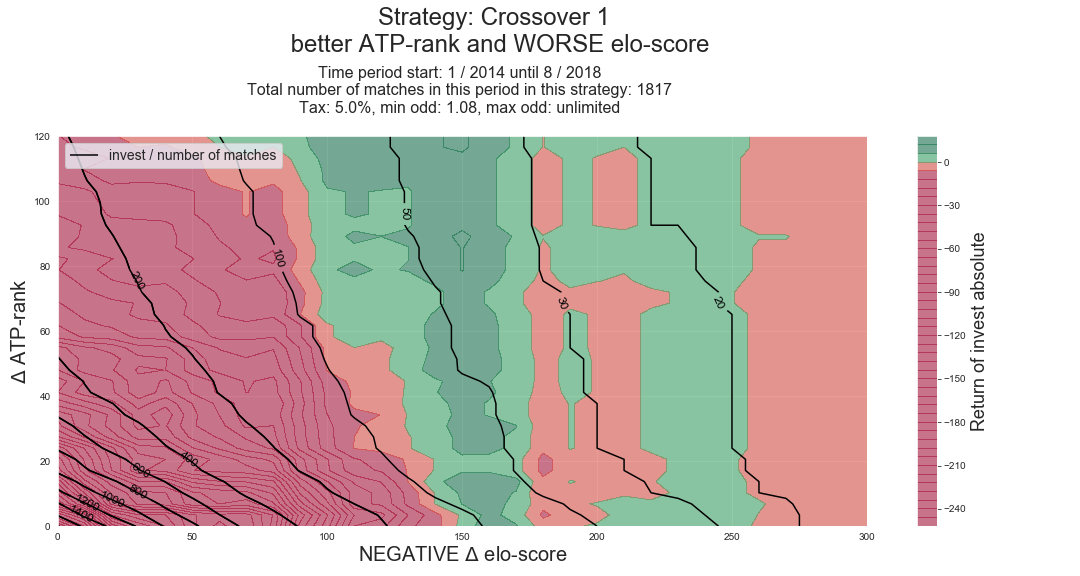 Strategy: Crossover 1
better ATP-rank and WORSE elo-score
Time period start: 1 / 2014 until 8 / 2018
Total number of matches in this period in this strategy: 1817
Tax: 5.0%, min odd: 1.08, max odd: unlimited
invest / number of matches
120
100
80
60
40
20
0
Δ ATP-rank
0 50 100 150 200 250 300
NEGATIVE Δ elo-score
200
100
50
30
20
400
600
800
1000
1200
1400
0
−30
−60
−90
−120
−150
−180
−210
−240
Return of invest absolute